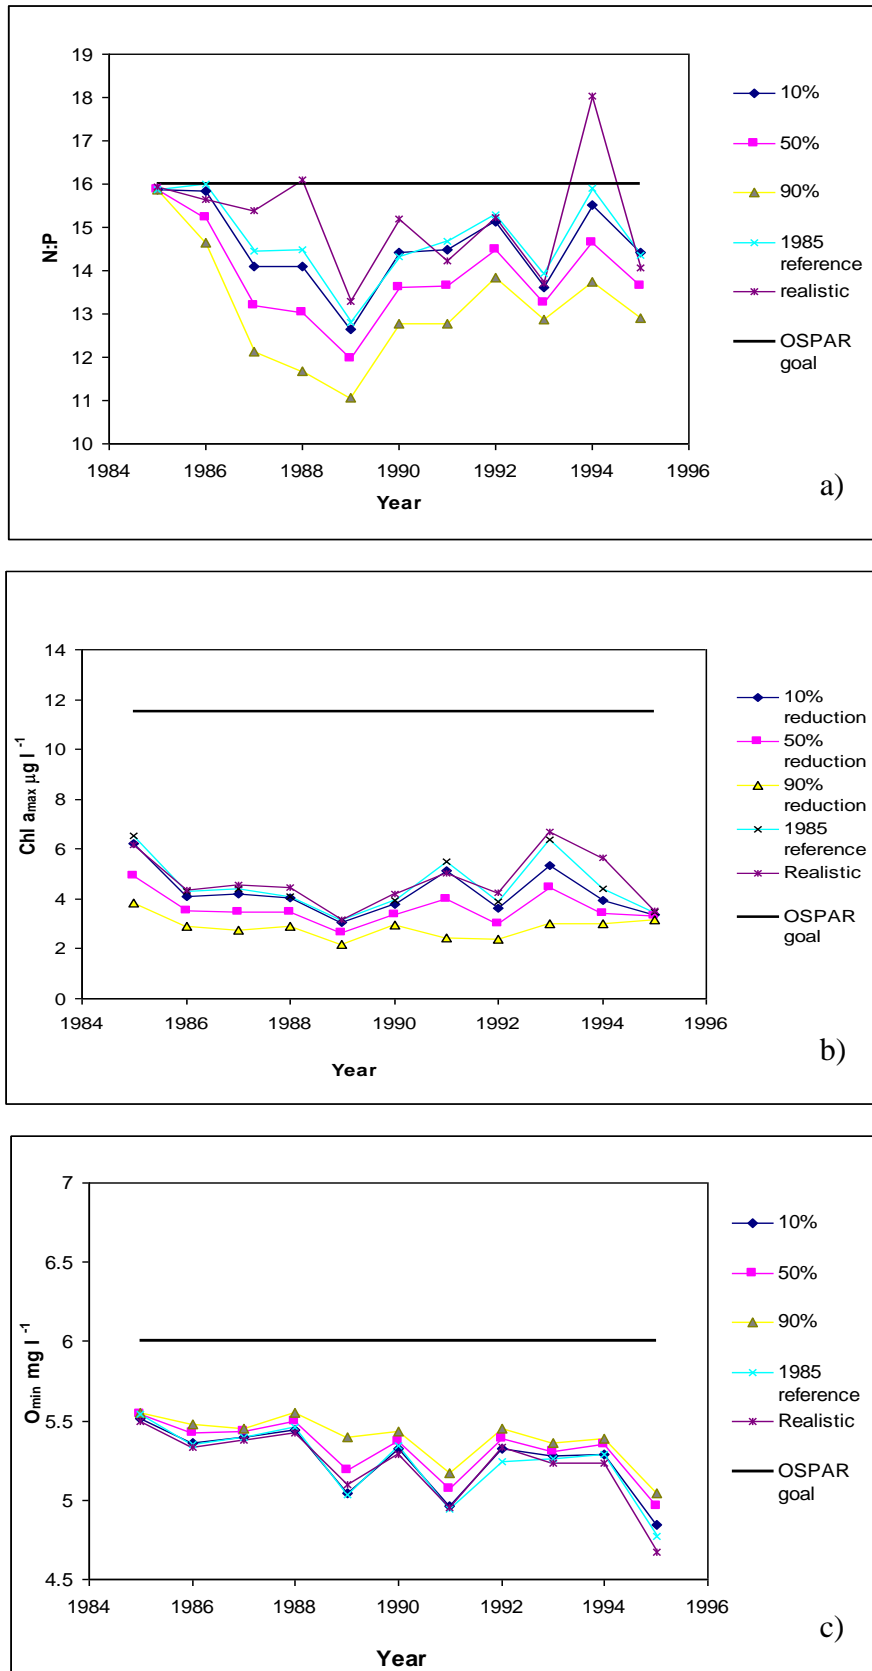 19
18
17
16
15
14
13
12
11
10
N:P
1984
1986
1988
1990
1992
1994
1996
Year
10%
50%
90%
1985
reference
realistic
OSPAR
goal
a)
14
12
10
8
6
4
2
0
Chl amax µg l -1
1984
1986
1988
1990
1992
1994
1996
Year
10%
reduction
50%
reduction
90%
reduction
1985
reference
Realistic
OSPAR
goal
b)
7
6.5
6
5.5
5
4.5
Omin mg l -1
1984
1986
1988
1990
1992
1994
1996
Year
10%
50%
90%
1985
reference
Realistic
OSPAR
goal
c)